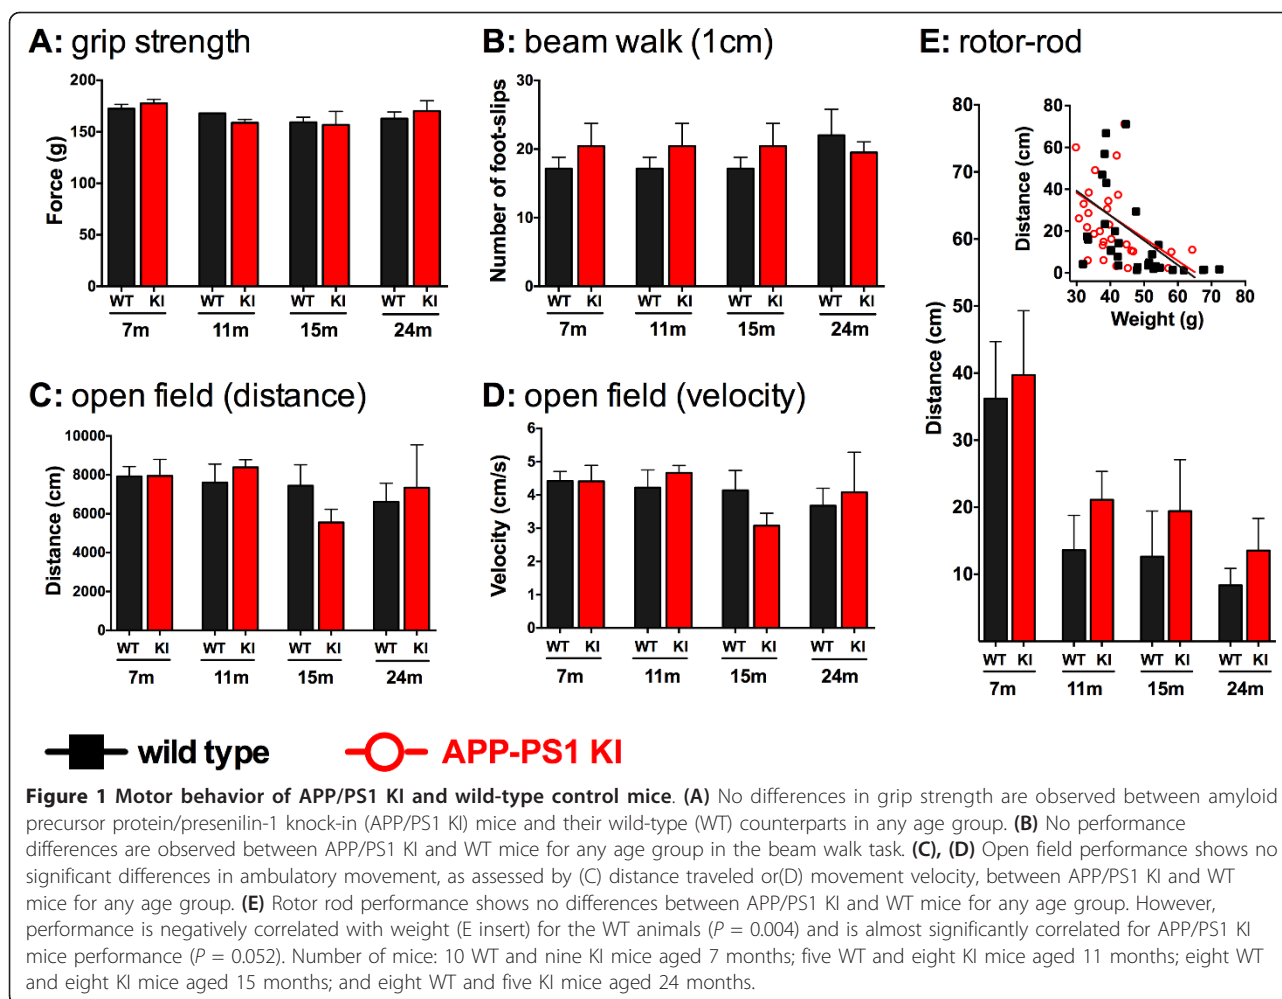 A: grip strength
200
150
100
50
0
Force (g)
WT KI WT KI WT KI WT KI
7m 11m 15m 24m
B: beam walk (1cm)
30
20
10
0
Number of foot-slips
WT KI WT KI WT KI WT KI
7m 11m 15m 24m
C: open field (distance)
10000
8000
6000
4000
2000
0
Distance (cm)
WT KI WT KI WT KI WT KI
7m 11m 15m 24m
D: open field (velocity)
6
5
4
3
2
1
0
Velocity (cm/s)
WT KI WT KI WT KI WT KI
7m 11m 15m 24m
E: rotor-rod
80
70
60
50
40
30
20
10
Distance (cm)
WT KI WT KI WT KI WT KI
7m 11m 15m 24m
80
60
40
20
0
Distance (cm)
30 40 50 60 70 80
Weight (g)
wild type APP-PS1 KI
Figure 1 Motor behavior of APP/PS1 KI and wild-type control mice. (A) No differences in grip strength are observed between amyloid
precursor protein/presenilin-1 knock-in (APP/PS1 KI) mice and their wild-type (WT) counterparts in any age group. (B) No performance
differences are observed between APP/PS1 KI and WT mice for any age group in the beam walk task. (C), (D) Open field performance shows no
significant differences in ambulatory movement, as assessed by (C) distance traveled or(D) movement velocity, between APP/PS1 KI and WT
mice for any age group. (E) Rotor rod performance shows no differences between APP/PS1 KI and WT mice for any age group. However,
performance is negatively correlated with weight (E insert) for the WT animals (P = 0.004) and is almost significantly correlated for APP/PS1 KI
mice performance (P = 0.052). Number of mice: 10 WT and nine KI mice aged 7 months; five WT and eight KI mice aged 11 months; eight WT
and eight KI mice aged 15 months; and eight WT and five KI mice aged 24 months.